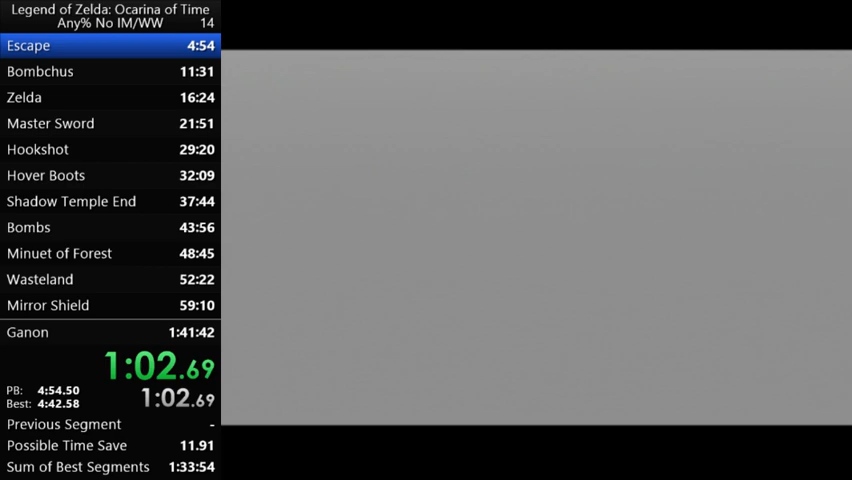 Legend of Zelda: Ocarina of Time
Any% No IM/WW 14
Escape 4:54
Bombchus 11:31
Zelda 16:24
Master Sword 21:51
Hookshot 29:20
Hover Boots 32:09
Shadow Temple End 37:44
Bombs 43:56
Minuet of Forest 48:45
Wasteland 52:22
Mirror Shield 59:10
Ganon 1:41:42
1:02.69
PB: 4:54.50
Best: 4:42.58
1:02.69
Previous Segment -
Possible Time Save 11.91
Sum of Best Segments 1:33:54